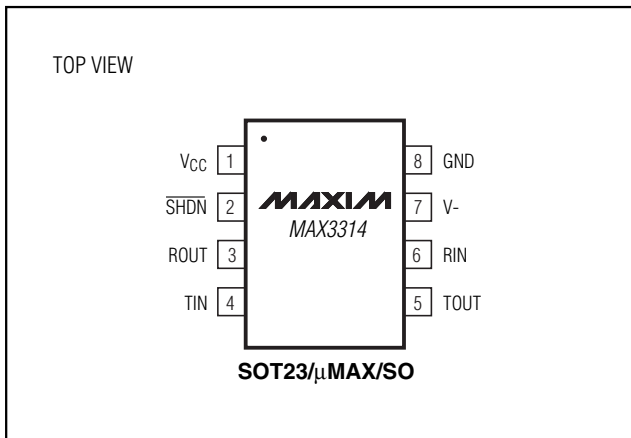 TOP VIEW
VCC 1
SHDN 2
ROUT 3
TIN 4
MAXIM
MAX3314
8 GND
7 V-
6 RIN
5 TOUT
SOT23/μMAX/SO